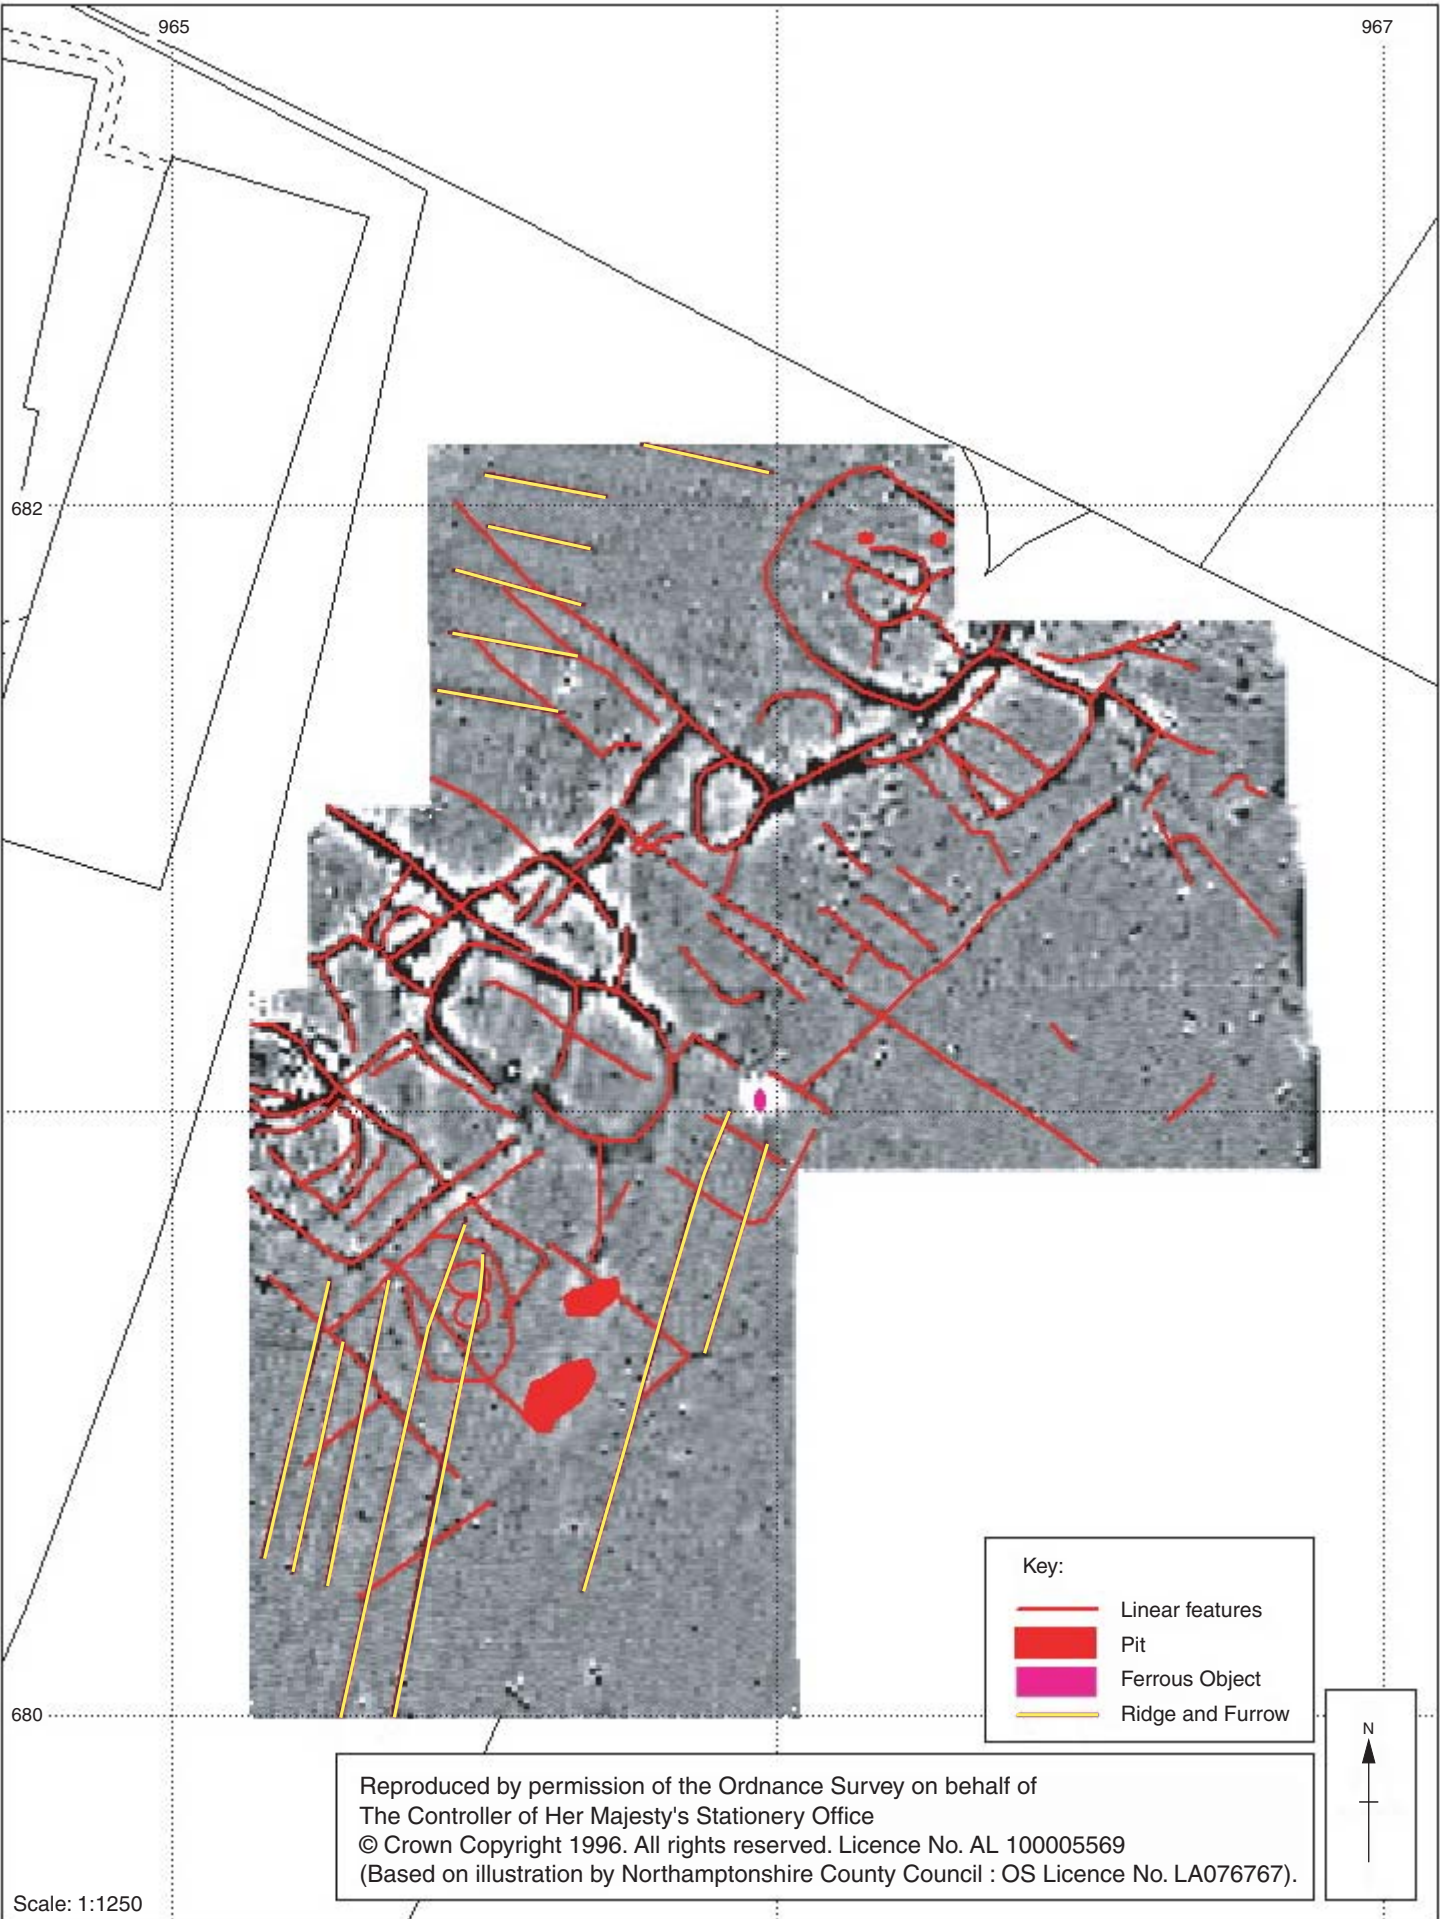 965
967
682
680
Key:
Linear features
Pit
Ferrous Object
Ridge and Furrow
N
Reproduced by permission of the Ordnance Survey on behalf of
The Controller of Her Majesty's Stationery Office
© Crown Copyright 1996. All rights reserved. Licence No. AL 100005569
(Based on illustration by Northamptonshire County Council : OS Licence No. LA076767).
Scale: 1:1250